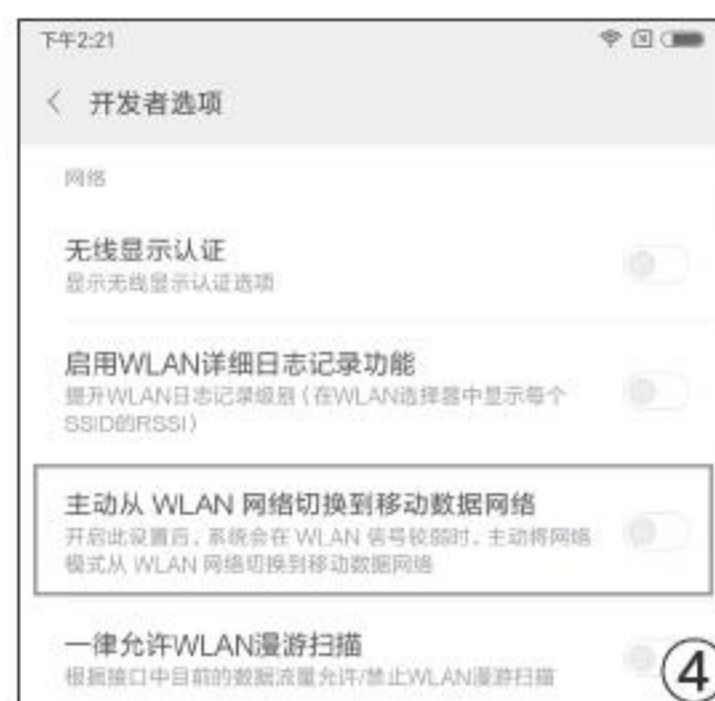 下午2:21
开发者选项
网络
无线显示认证
显示无线显示认证选项
启用WLAN详细日志记录功能
提升WLAN日志记录级别（在WLAN选择器中显示每个
SSID的RSSI）
主动从 WLAN 网络切换到移动数据网络
开启此设置后，系统会在 WLAN 信号较弱时，主动将网络
模式从 WLAN 网络切换到移动数据网络
一律允许WLAN漫游扫描
根据接口中目前的数据流量允许/禁止WLAN漫游扫描
④